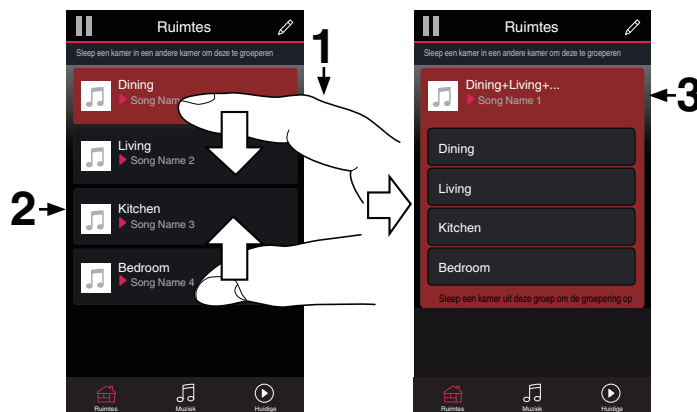 Ruimtes
Sleep een kamer in een andere kamer om deze te groeperen
1
Dining
Song Na
Living
Song Name 2
2
Kitchen
Song Name 3
Bedroom
Song Name 4
Ruimtes
Muziek
Huidige
Ruimtes
Sleep een kamer in een andere kamer om deze te groeperen
Dining+Living+...
Song Name 1
3
Dining
Living
Kitchen
Bedroom
Sleep een kamer uit deze groep om de groepering op
Ruimtes
Muziek
Huidige